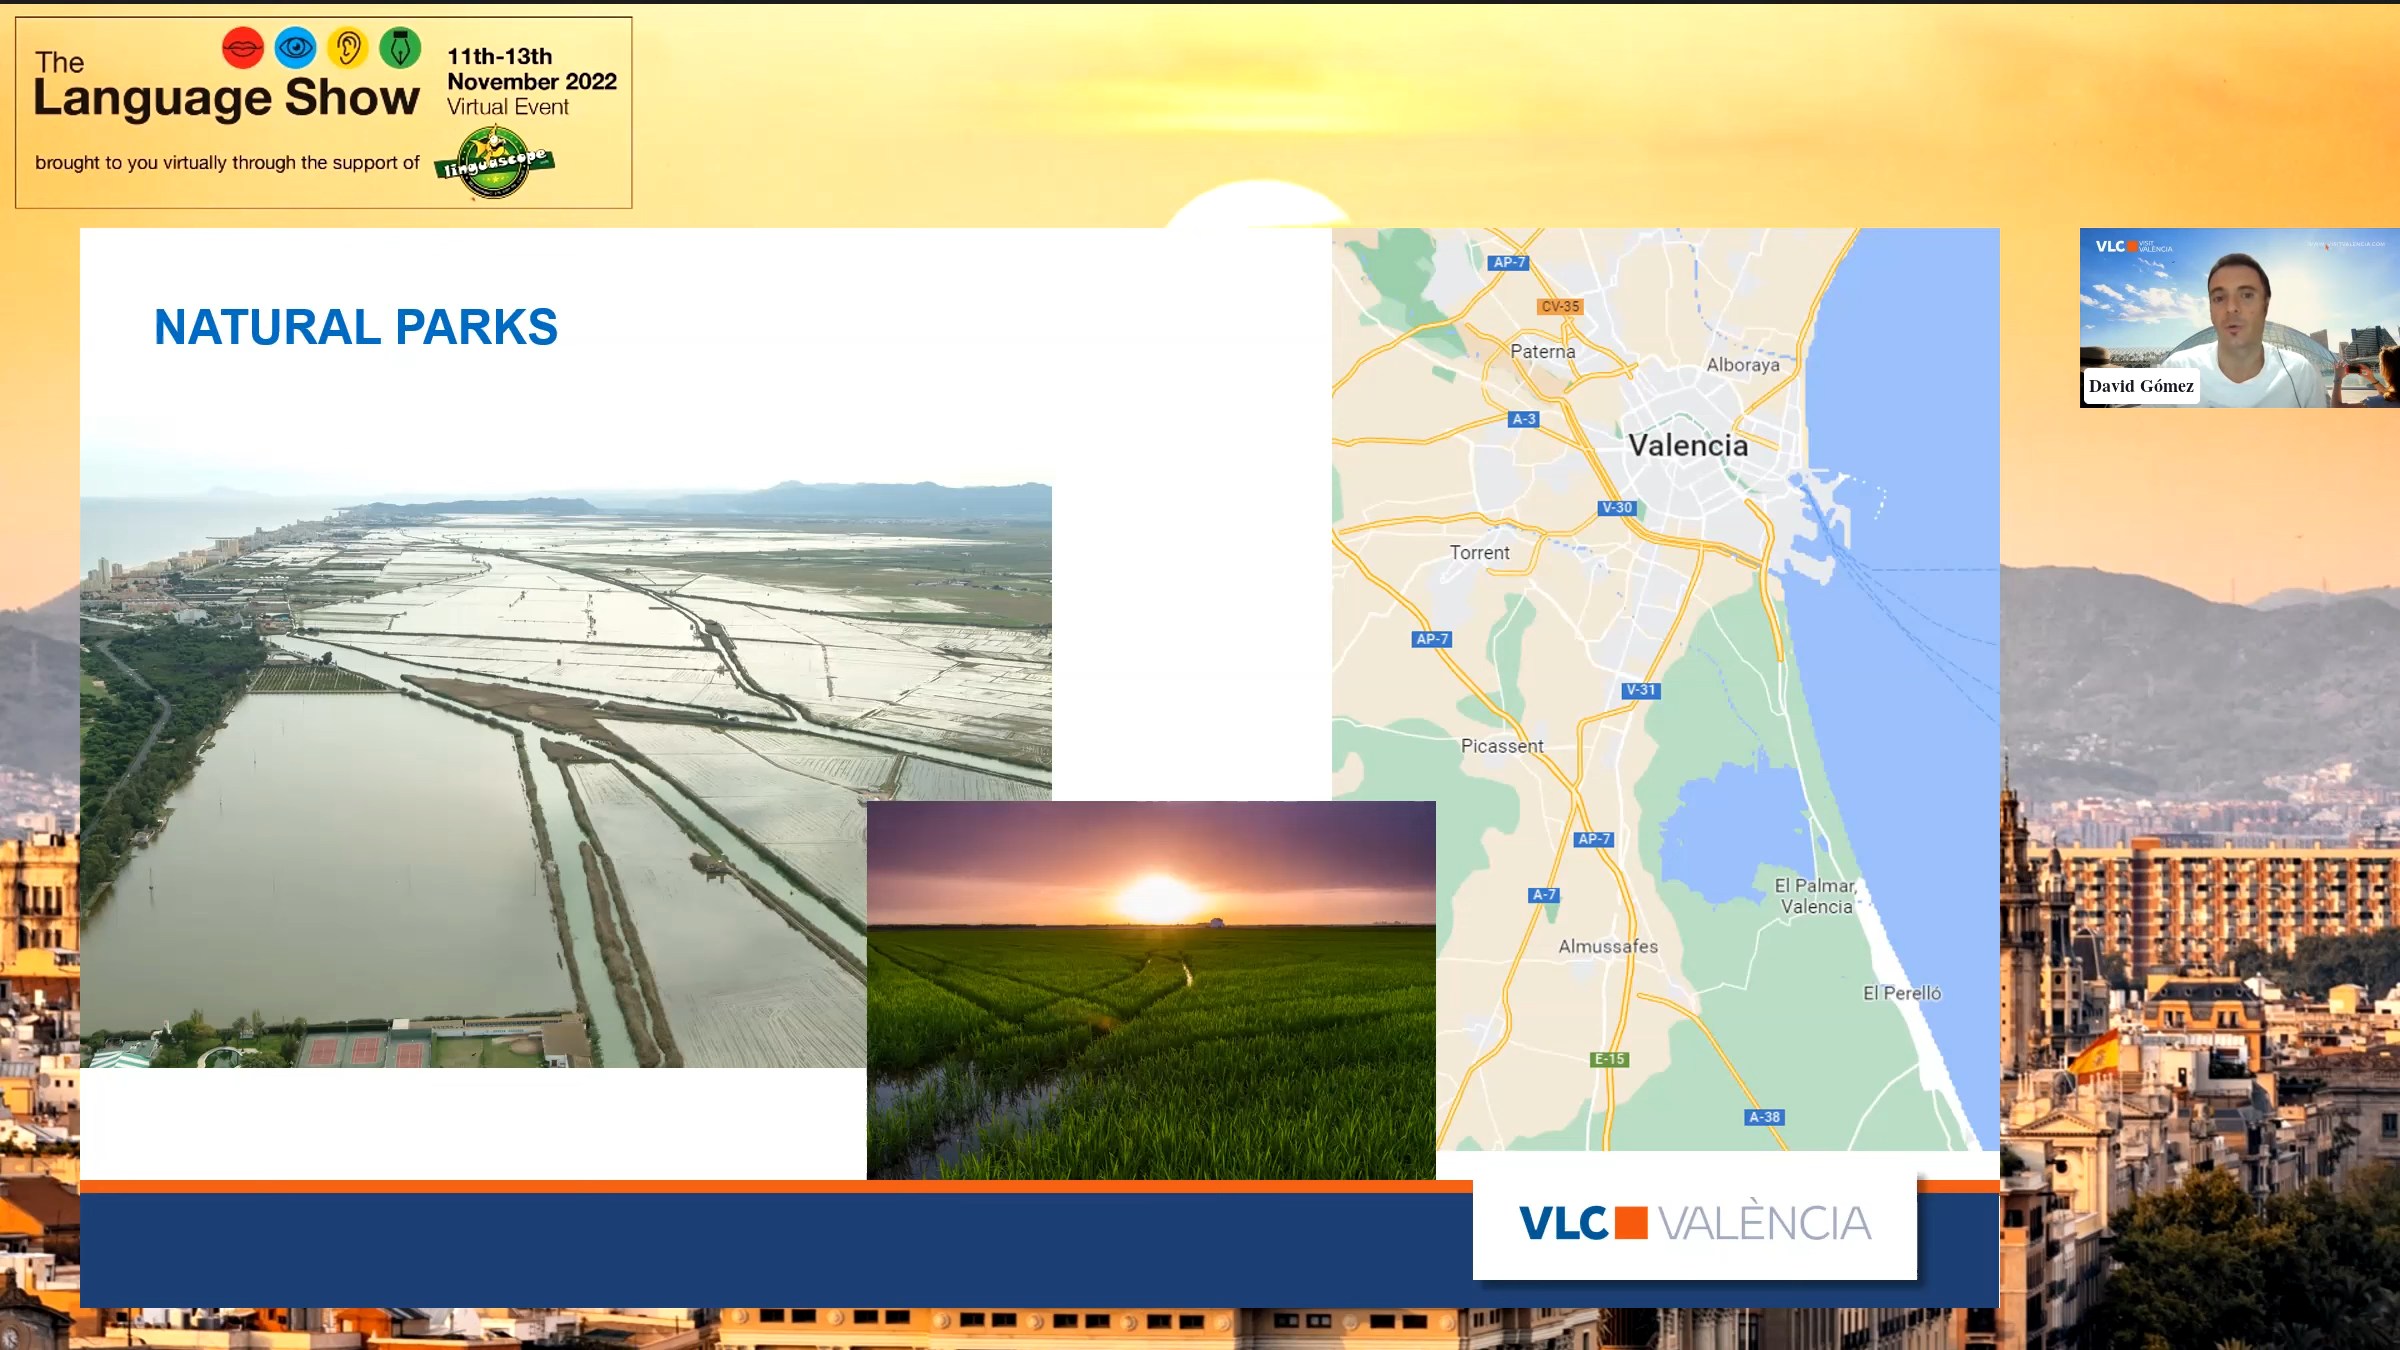 The
Language Show
11th-13th
November 2022
Virtual Event
brought to you virtually through the support of
linguascope
NATURAL PARKS
AP-7
CV-35
Paterna
Alboraya
A-3
Valencia
V-30
Torrent
AP-7
V-31
Picassent
AP-7
A-7
El Palmar,
Valencia
Almussafes
El Perelló
E-15
A-38
VLC VALÈNCIA
VLC VISIT
VALÈNCIA
David Gómez